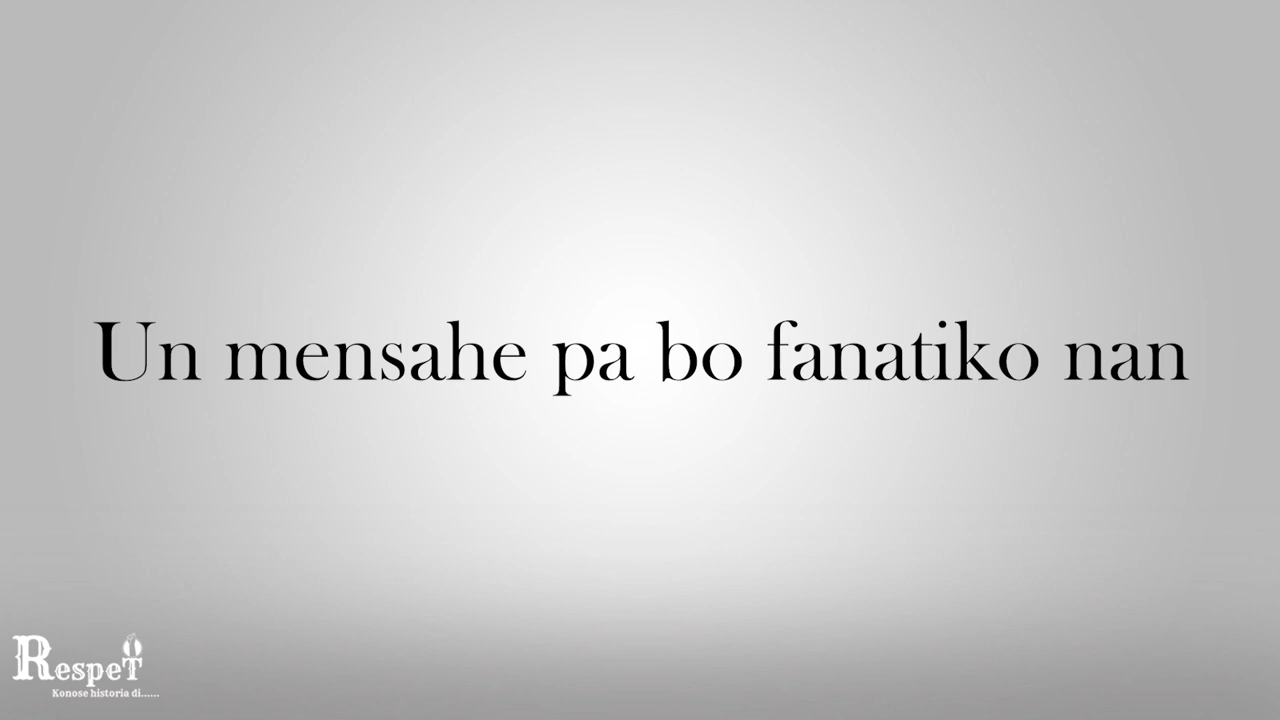 Un mensahe pa bo fanatiko nan
RespeT
Konose historia di......